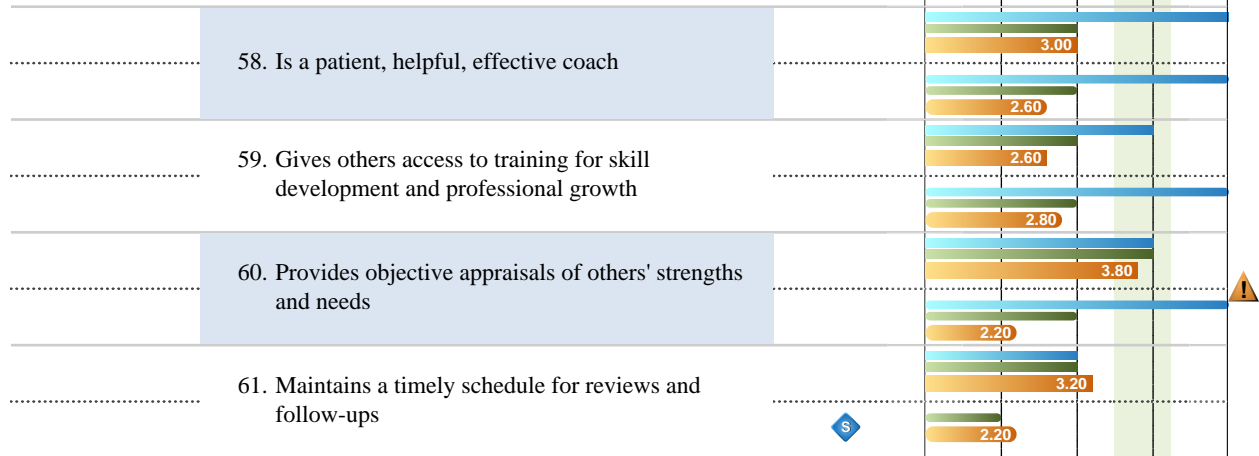 3.00
58. Is a patient, helpful, effective coach
2.60
59. Gives others access to training for skill
development and professional growth
2.60
2.80
60. Provides objective appraisals of others' strengths
and needs
3.80
!
2.20
61. Maintains a timely schedule for reviews and
follow-ups
3.20
S
2.20